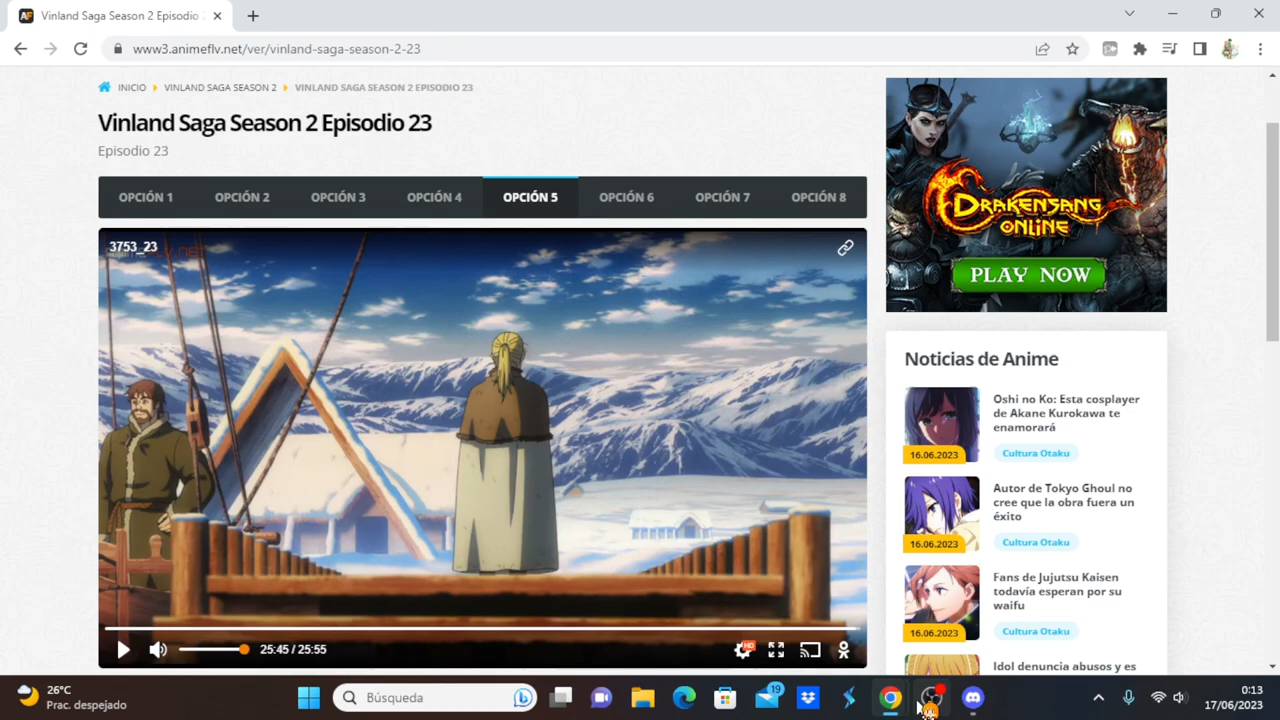 Vinland Saga Season 2 Episodio
www3.animeflv.net/ver/vinland-saga-season-2-23
INICIO VINLAND SAGA SEASON 2 VINLAND SAGA SEASON 2 EPISODIO 23
Vinland Saga Season 2 Episodio 23
Episodio 23
OPCIÓN 1 OPCIÓN 2 OPCIÓN 3 OPCIÓN 4 OPCIÓN 5 OPCIÓN 6 OPCIÓN 7 OPCIÓN 8
3753_23
25:45 / 25:55
HD
DRAKENSANG
ONLINE
PLAY NOW
Noticias de Anime
Oshi no Ko: Esta cosplayer
de Akane Kurokawa te
enamorará
16.06.2023
Cultura Otaku
Autor de Tokyo Ghoul no
cree que la obra fuera un
éxito
16.06.2023
Cultura Otaku
Fans de Jujutsu Kaisen
todavía esperan por su
waifu
16.06.2023
Cultura Otaku
Idol denuncia abusos y es
26°C
Prac. despejado
Búsqueda
19
0:13
17/06/2023